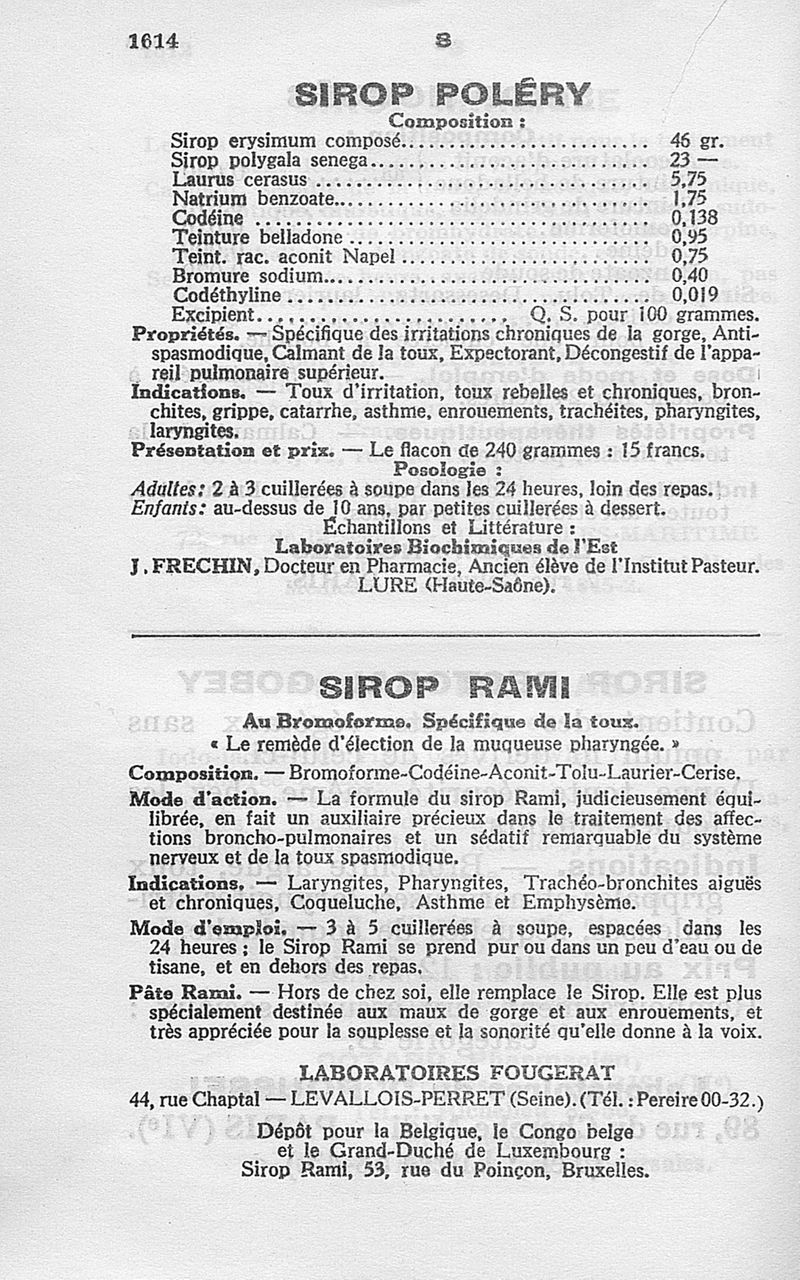 1614
S
SIROP POLÉRY
Composition :
Sirop erysimum composé........................... 46 gr.
Sirop polygala senega.............................. 23 —
Laurus cerasus .................................... 5,75
Natrium benzoate................................. 1,75
Codéine ........................................... 0,138
Teinture belladone ................................ 0,95
Teint. rac. aconit Napel ........................... 0,75
Bromure sodium................................... 0,40
Codéthyline ....................................... 0,019
Excipient........................ Q. S. pour 100 grammes.
Propriétés. — Spécifique des irritations chroniques de la gorge, Anti-
spasmodique, Calmant de la toux, Expectorant, Décongestif de l'appa-
reil pulmonaire supérieur.
Indications. — Toux d'irritation, toux rebelles et chroniques, bron-
chites, grippe, catarrhe, asthme, enrouements, trachéites, pharyngites,
laryngites.
Présentation et prix. — Le flacon de 240 grammes : 15 francs.
Posologie :
Adultes : 2 à 3 cuillerées à soupe dans les 24 heures, loin des repas.
Enfants : au-dessus de 10 ans, par petites cuillerées à dessert.
Echantillons et Littérature :
Laboratoires Biochimiques de l'Est
J. FRECHIN, Docteur en Pharmacie, Ancien élève de l'Institut Pasteur.
LURE (Haute-Saône).
SIROP RAMI
Au Bromoforme. Spécifique de la toux.
« Le remède d'élection de la muqueuse pharyngée. »
Composition. — Bromoforme-Codéine-Aconit-Tolu-Laurier-Cerise.
Mode d'action. — La formule du sirop Rami, judicieusement équi-
librée, en fait un auxiliaire précieux dans le traitement des affec-
tions broncho-pulmonaires et un sédatif remarquable du système
nerveux et de la toux spasmodique.
Indications. — Laryngites, Pharyngites, Trachéo-bronchites aiguës
et chroniques, Coqueluche, Asthme et Emphysème.
Mode d'emploi. — 3 à 5 cuillerées à soupe, espacées dans les
24 heures ; le Sirop Rami se prend pur ou dans un peu d'eau ou de
tisane, et en dehors des repas.
Pâte Rami. — Hors de chez soi, elle remplace le Sirop. Elle est plus
spécialement destinée aux maux de gorge et aux enrouements, et
très appréciée pour la souplesse et la sonorité qu'elle donne à la voix.
LABORATOIRES FOUGERAT
44, rue Chaptal — LEVALLOIS-PERRET (Seine). (Tél. : Pereire 00-32.)
Dépôt pour la Belgique, le Congo belge
et le Grand-Duché de Luxembourg :
Sirop Rami, 53, rue du Poinçon, Bruxelles.